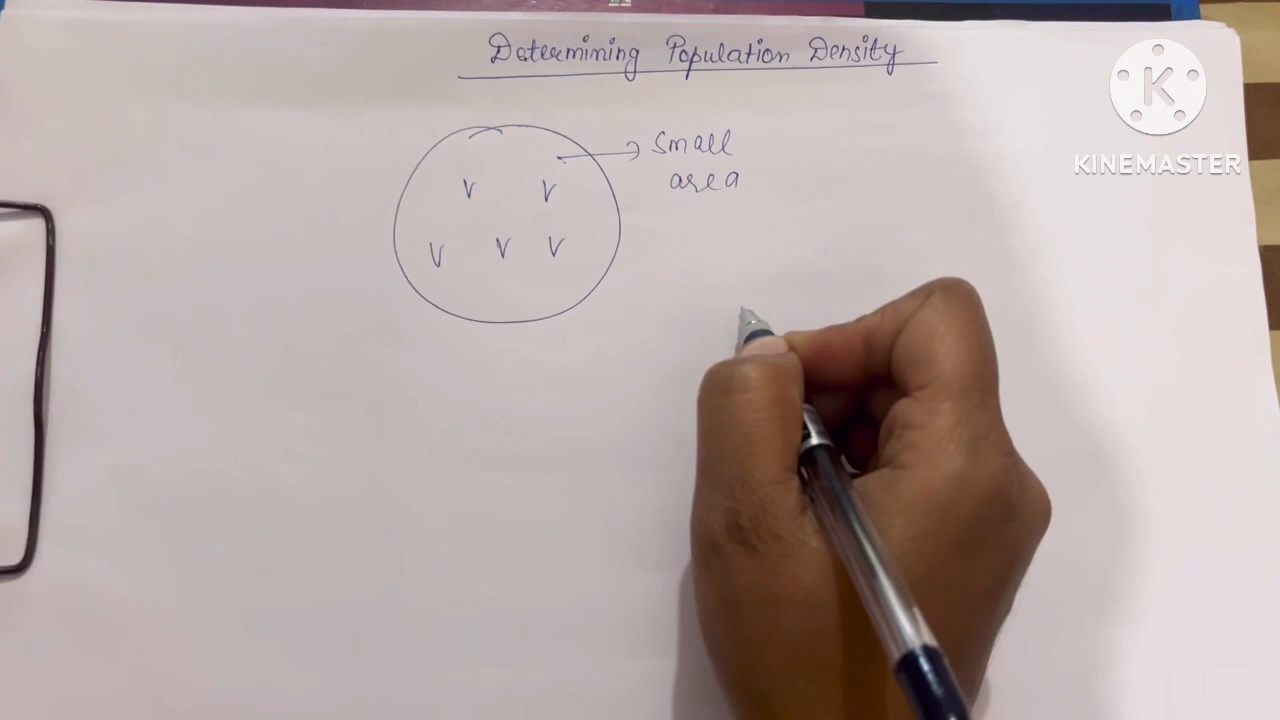 Determining Population Density
small
area
V V
V V V
K
KINEMASTER